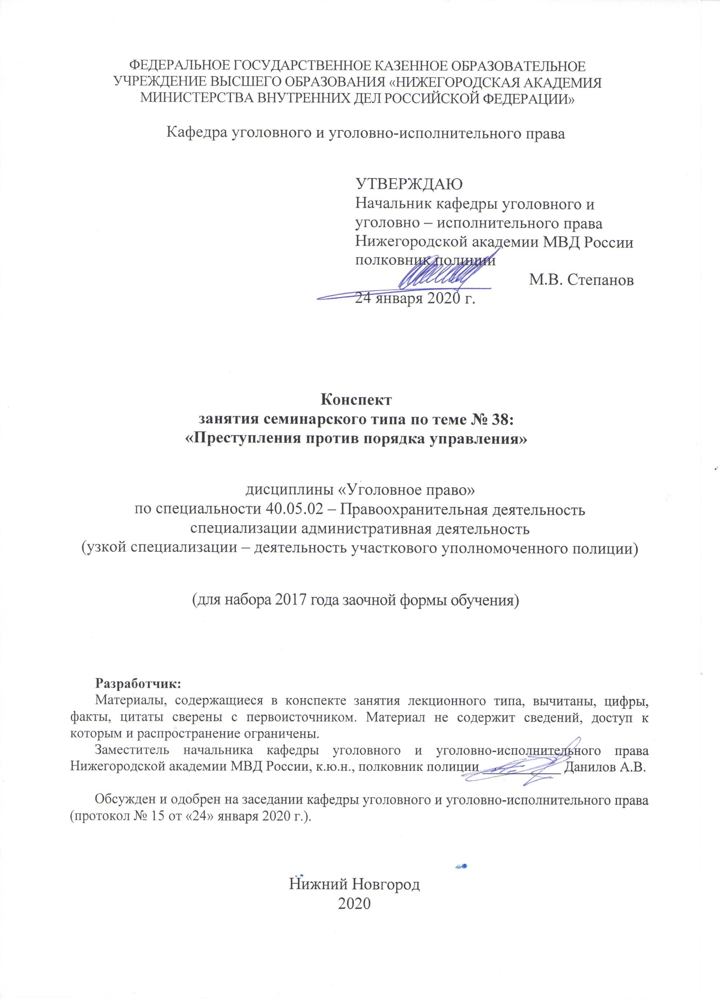 ФЕДЕРАЛЬНОЕ ГОСУДАРСТВЕННОЕ КАЗЕННОЕ ОБРАЗОВАТЕЛЬНОЕ
УЧРЕЖДЕНИЕ ВЫСШЕГО ОБРАЗОВАНИЯ «НИЖЕГОРОДСКАЯ АКАДЕМИЯ
МИНИСТЕРСТВА ВНУТРЕННИХ ДЕЛ РОССИЙСКОЙ ФЕДЕРАЦИИ»
Кафедра уголовного и уголовно-исполнительного права
УТВЕРЖДАЮ
Начальник кафедры уголовного и
уголовно – исполнительного права
Нижегородской академии МВД России
полковник полиции
М.В. Степанов
24 января 2020 г.
Конспект
занятия семинарского типа по теме № 38:
«Преступления против порядка управления»
дисциплины «Уголовное право»
по специальности 40.05.02 – Правоохранительная деятельность
специализации административная деятельность
(узкой специализации – деятельность участкового уполномоченного полиции)
(для набора 2017 года заочной формы обучения)
Разработчик:
Материалы, содержащиеся в конспекте занятия лекционного типа, вычитаны, цифры,
факты, цитаты сверены с первоисточником. Материал не содержит сведений, доступ к
которым и распространение ограничены.
Заместитель начальника кафедры уголовного и уголовно-исполнительного права
Нижегородской академии МВД России, к.ю.н., полковник полиции ____________ Данилов А.В.
Обсужден и одобрен на заседании кафедры уголовного и уголовно-исполнительного права
(протокол № 15 от «24» января 2020 г.).
Нижний Новгород
2020